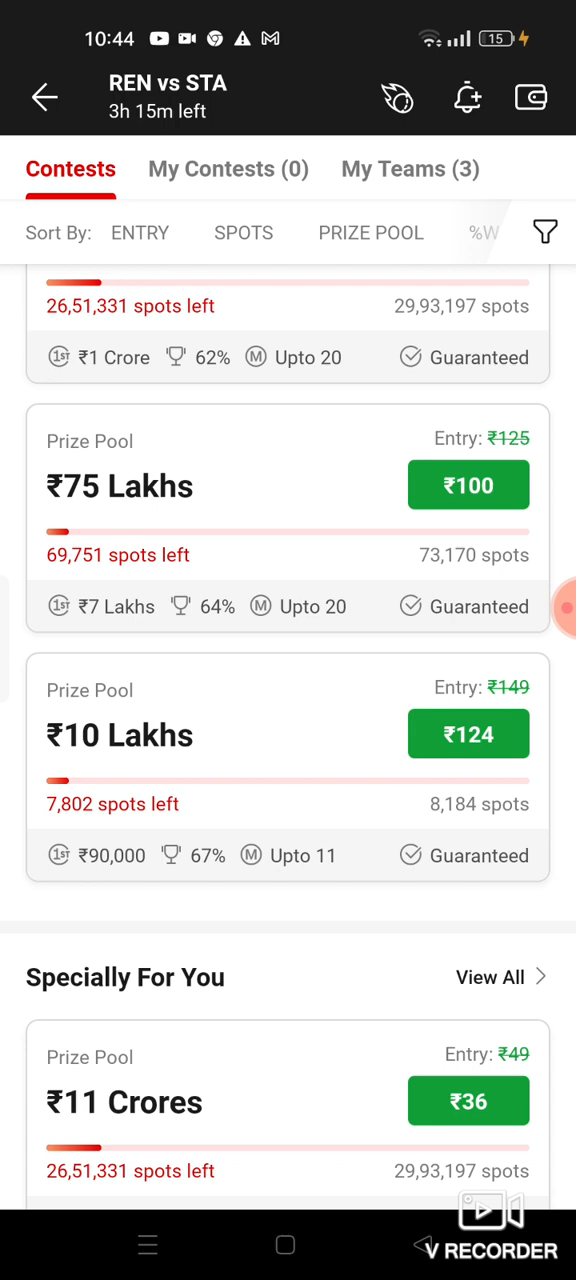 10:44 15
REN vs STA
3h 15m left
Contests My Contests (0) My Teams (3)
Sort By: ENTRY SPOTS PRIZE POOL %W
26,51,331 spots left 29,93,197 spots
1ST ₹1 Crore 62% M Upto 20 Guaranteed
Prize Pool Entry: ₹125
₹75 Lakhs ₹100
69,751 spots left 73,170 spots
1ST ₹7 Lakhs 64% M Upto 20 Guaranteed
Prize Pool Entry: ₹149
₹10 Lakhs ₹124
7,802 spots left 8,184 spots
1ST ₹90,000 67% M Upto 11 Guaranteed
Specially For You View All
Prize Pool Entry: ₹49
₹11 Crores ₹36
26,51,331 spots left 29,93,197 spots
V RECORDER